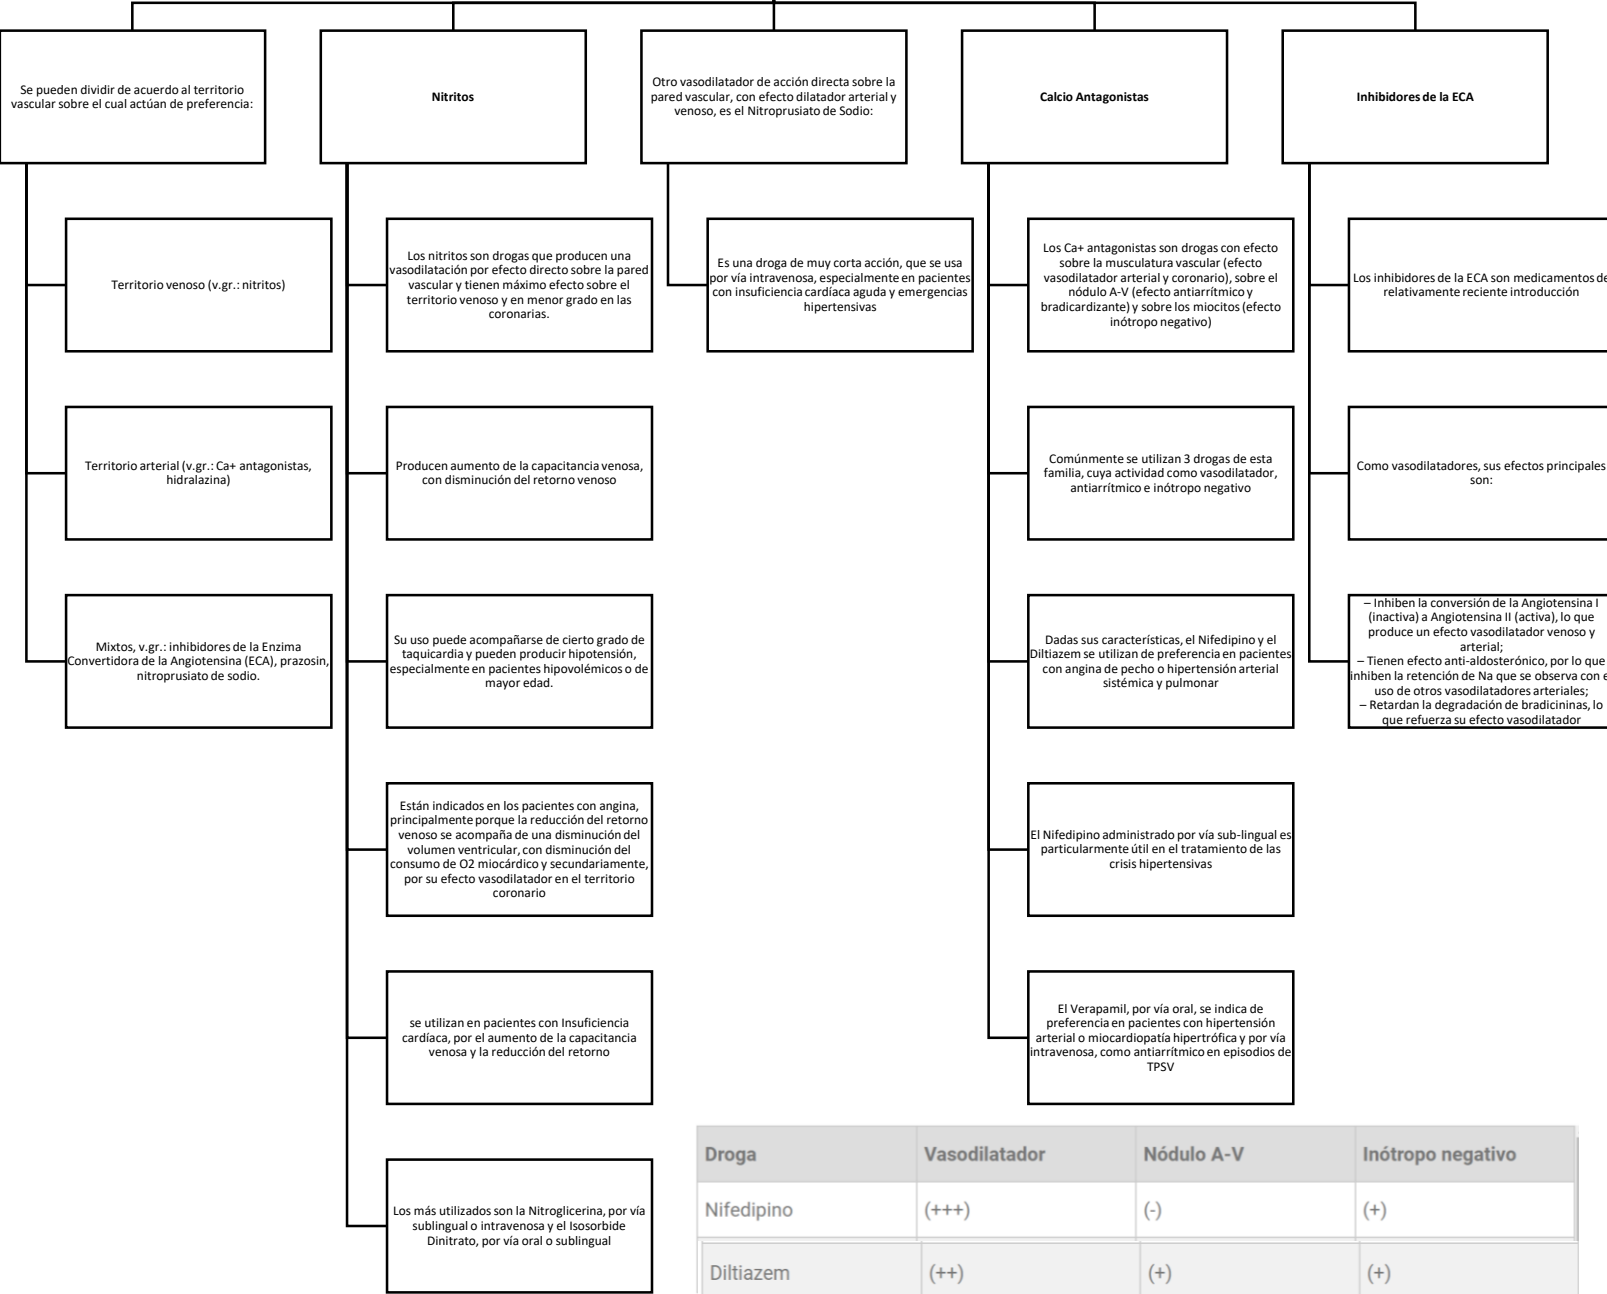 Se pueden dividir de acuerdo al territorio
vascular sobre el cual actúan de preferencia:
Territorio venoso (v.gr.: nitritos)
Territorio arterial (v.gr.: Ca+ antagonistas,
hidralazina)
Mixtos, v.gr.: inhibidores de la Enzima
Convertidora de la Angiotensina (ECA), prazosin,
nitroprusiato de sodio.
Nitritos
Los nitritos son drogas que producen una
vasodilatación por efecto directo sobre la pared
vascular y tienen máximo efecto sobre el
territorio venoso y en menor grado en las
coronarias.
Producen aumento de la capacitancia venosa,
con disminución del retorno venoso
Su uso puede acompañarse de cierto grado de
taquicardia y pueden producir hipotensión,
especialmente en pacientes hipovolémicos o de
mayor edad.
Están indicados en los pacientes con angina,
principalmente porque la reducción del retorno
venoso se acompaña de una disminución del
volumen ventricular, con disminución del
consumo de O2 miocárdico y secundariamente,
por su efecto vasodilatador en el territorio
coronario
se utilizan en pacientes con Insuficiencia
cardíaca, por el aumento de la capacitancia
venosa y la reducción del retorno
Los más utilizados son la Nitroglicerina, por vía
sublingual o intravenosa y el Isosorbide
Dinitrato, por vía oral o sublingual
Otro vasodilatador de acción directa sobre la
pared vascular, con efecto dilatador arterial y
venoso, es el Nitroprusiato de Sodio:
Es una droga de muy corta acción, que se usa
por vía intravenosa, especialmente en pacientes
con insuficiencia cardíaca aguda y emergencias
hipertensivas
Calcio Antagonistas
Los Ca+ antagonistas son drogas con efecto
sobre la musculatura vascular (efecto
vasodilatador arterial y coronario), sobre el
nódulo A-V (efecto antiarrítmico y
bradicardizante) y sobre los miocitos (efecto
inótropo negativo)
Comúnmente se utilizan 3 drogas de esta
familia, cuya actividad como vasodilatador,
antiarrítmico e inótropo negativo
Dadas sus características, el Nifedipino y el
Diltiazem se utilizan de preferencia en pacientes
con angina de pecho o hipertensión arterial
sistémica y pulmonar
El Nifedipino administrado por vía sub-lingual es
particularmente útil en el tratamiento de las
crisis hipertensivas
El Verapamil, por vía oral, se indica de
preferencia en pacientes con hipertensión
arterial o miocardiopatía hipertrófica y por vía
intravenosa, como antiarrítmico en episodios de
TPSV
Inhibidores de la ECA
Los inhibidores de la ECA son medicamentos de
relativamente reciente introducción
Como vasodilatadores, sus efectos principales
son:
– Inhiben la conversión de la Angiotensina I
(inactiva) a Angiotensina II (activa), lo que
produce un efecto vasodilatador venoso y
arterial;
– Tienen efecto anti-aldosterónico, por lo que
inhiben la retención de Na que se observa con e
uso de otros vasodilatadores arteriales;
– Retardan la degradación de bradicininas, lo
que refuerza su efecto vasodilatador
Droga Vasodilatador Nódulo A-V Inótropo negativo
Nifedipino (+++) (-) (+)
Diltiazem (++) (+) (+)